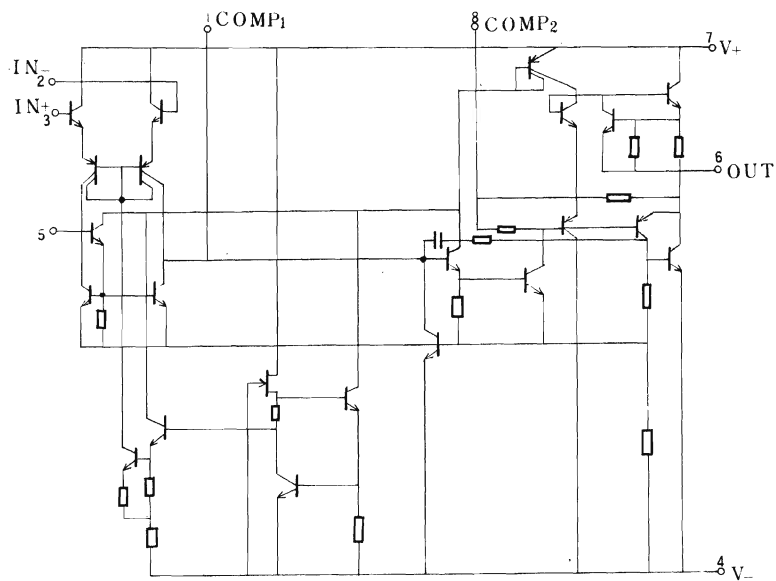 1 COMP1
8 COMP2
7 V+
IN-
2
IN+
3
6 OUT
5
4 V-